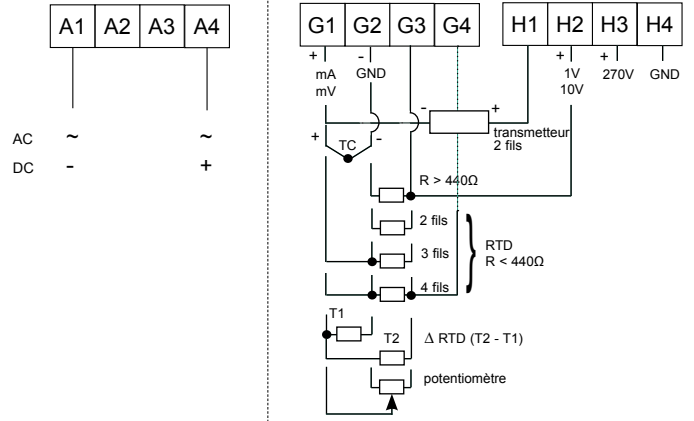 A1 A2 A3 A4
G1 G2 G3 G4
H1 H2 H3 H4
+ - + +
mA GND 1V 270V GND
mV 10V
- +
transmetteur
2 fils
AC ~ ~
DC - +
+ TC -
R > 440Ω
2 fils
3 fils
4 fils
RTD
R < 440Ω
T1
T2
Δ RTD (T2 - T1)
potentiomètre